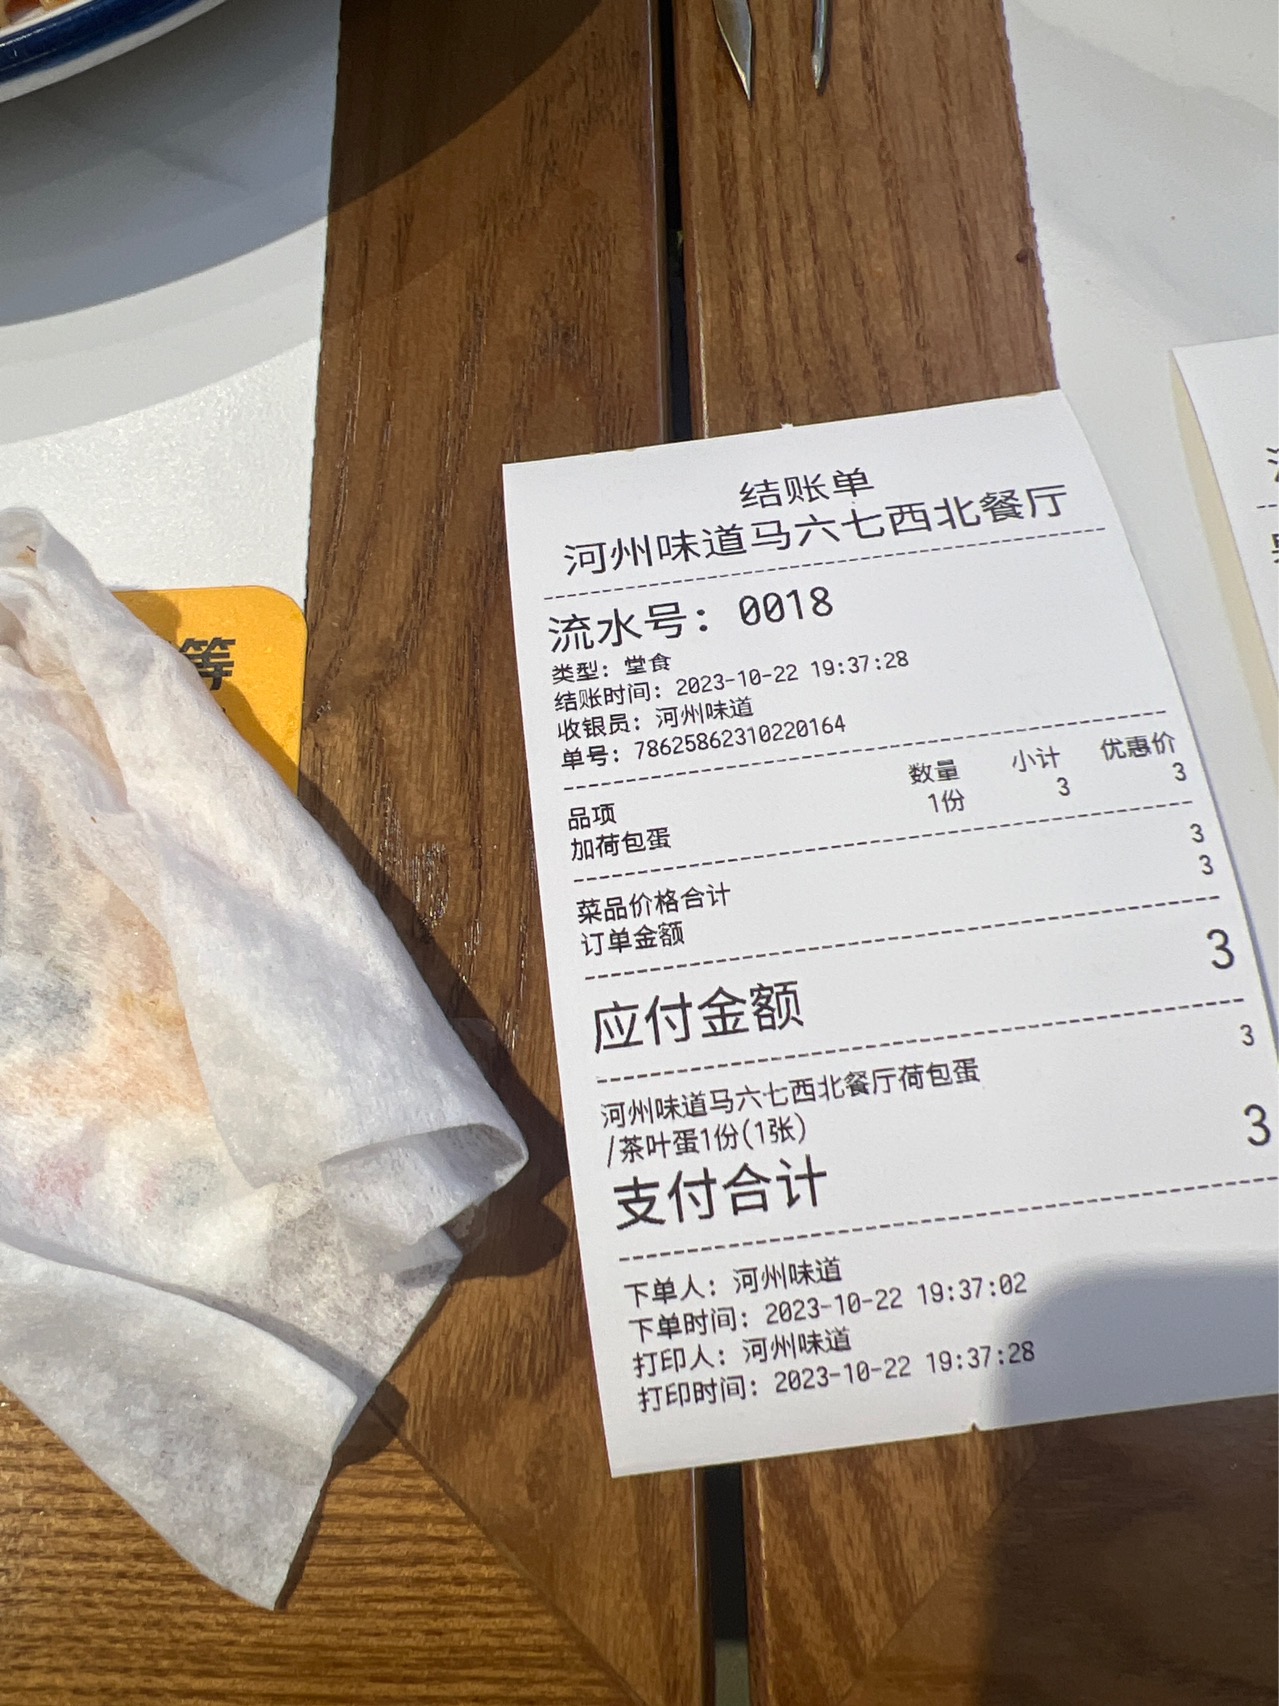 结账单
河州味道马六七西北餐厅
流水号：0018
类型：堂食
结账时间：2023-10-22 19:37:28
收银员：河州味道
单号：78625862310220164
品项 数量 小计 优惠价
加荷包蛋 1份 3 3
菜品价格合计 3
订单金额 3
应付金额 3
河州味道马六七西北餐厅荷包蛋 3
/茶叶蛋1份(1张)
支付合计 3
下单人：河州味道
下单时间：2023-10-22 19:37:02
打印人：河州味道
打印时间：2023-10-22 19:37:28
等